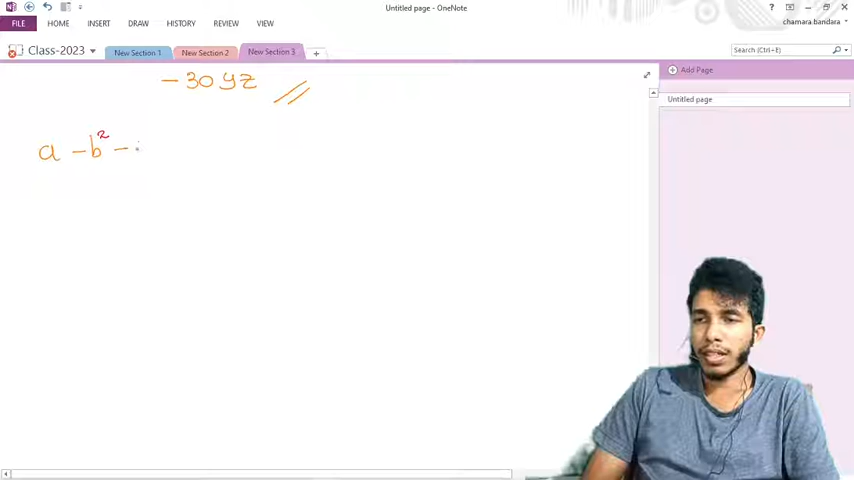 Untitled page - OneNote
FILE HOME INSERT DRAW HISTORY REVIEW VIEW
chamara.bandara
Class-2023 New Section 1 New Section 2 New Section 3 +
Search (Ctrl+E)
Add Page
Untitled page
- 30 y z
a - b² -